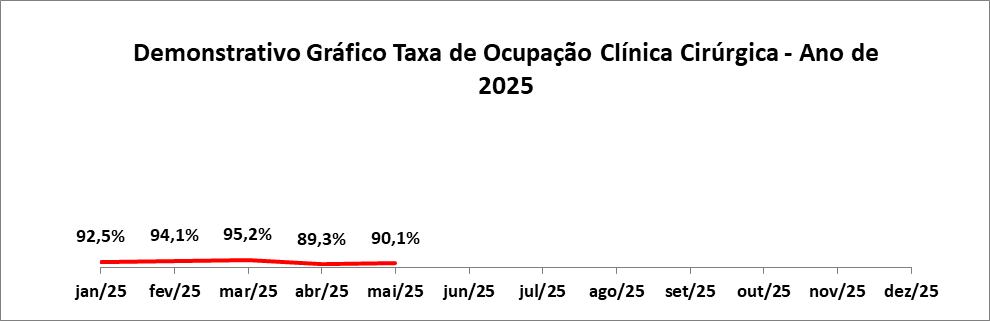 Demonstrativo Gráfico Taxa de Ocupação Clínica Cirúrgica - Ano de
2025
92,5% 94,1% 95,2% 89,3% 90,1%
jan/25 fev/25 mar/25 abr/25 mai/25 jun/25 jul/25 ago/25 set/25 out/25 nov/25 dez/25